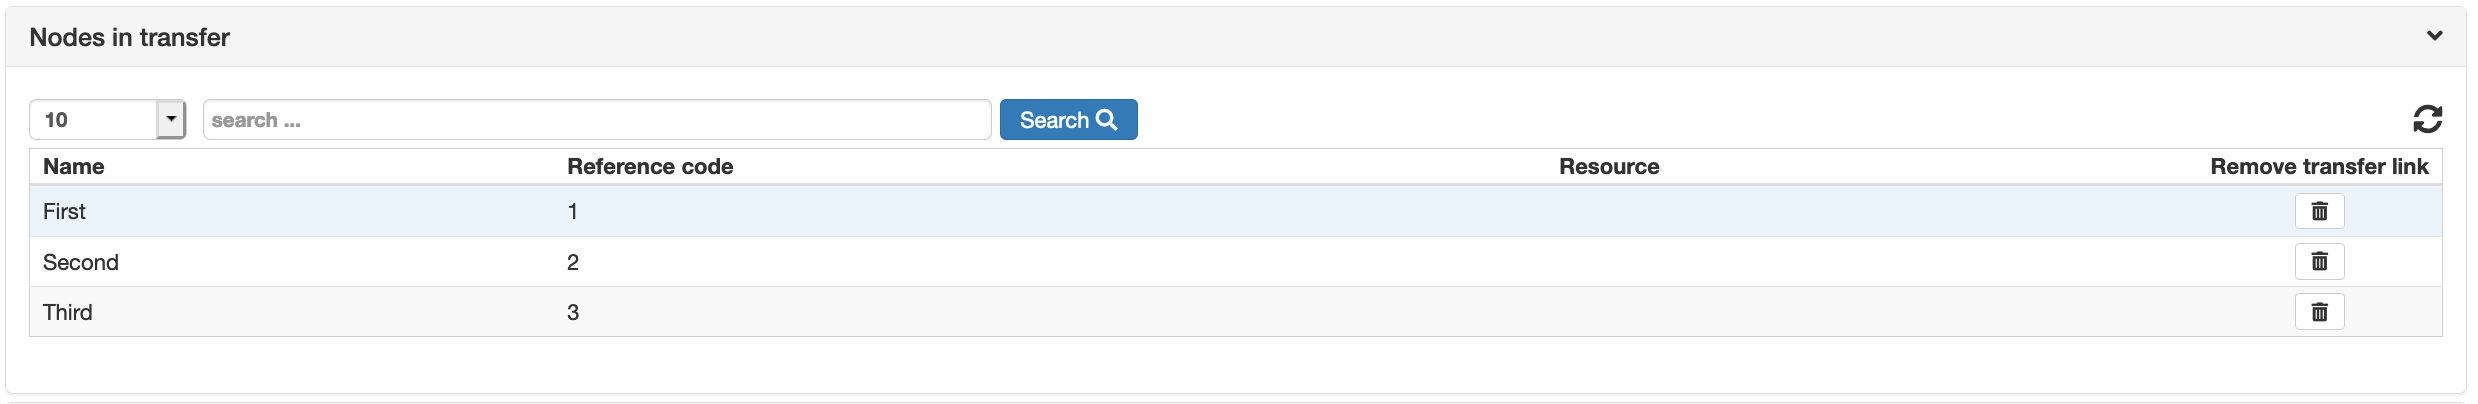 Nodes in transfer
10 search ... Search
Name Reference code Resource Remove transfer link
First 1
Second 2
Third 3